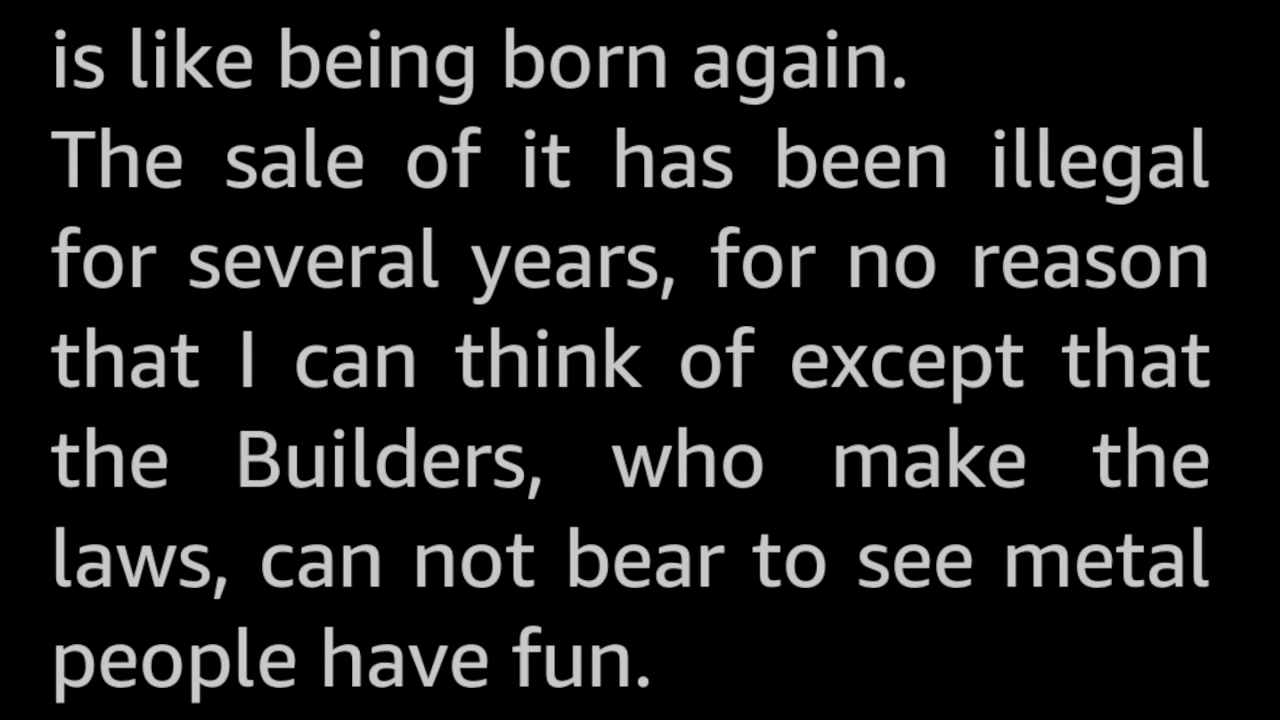 is like being born again.
The sale of it has been illegal
for several years, for no reason
that I can think of except that
the Builders, who make the
laws, can not bear to see metal
people have fun.